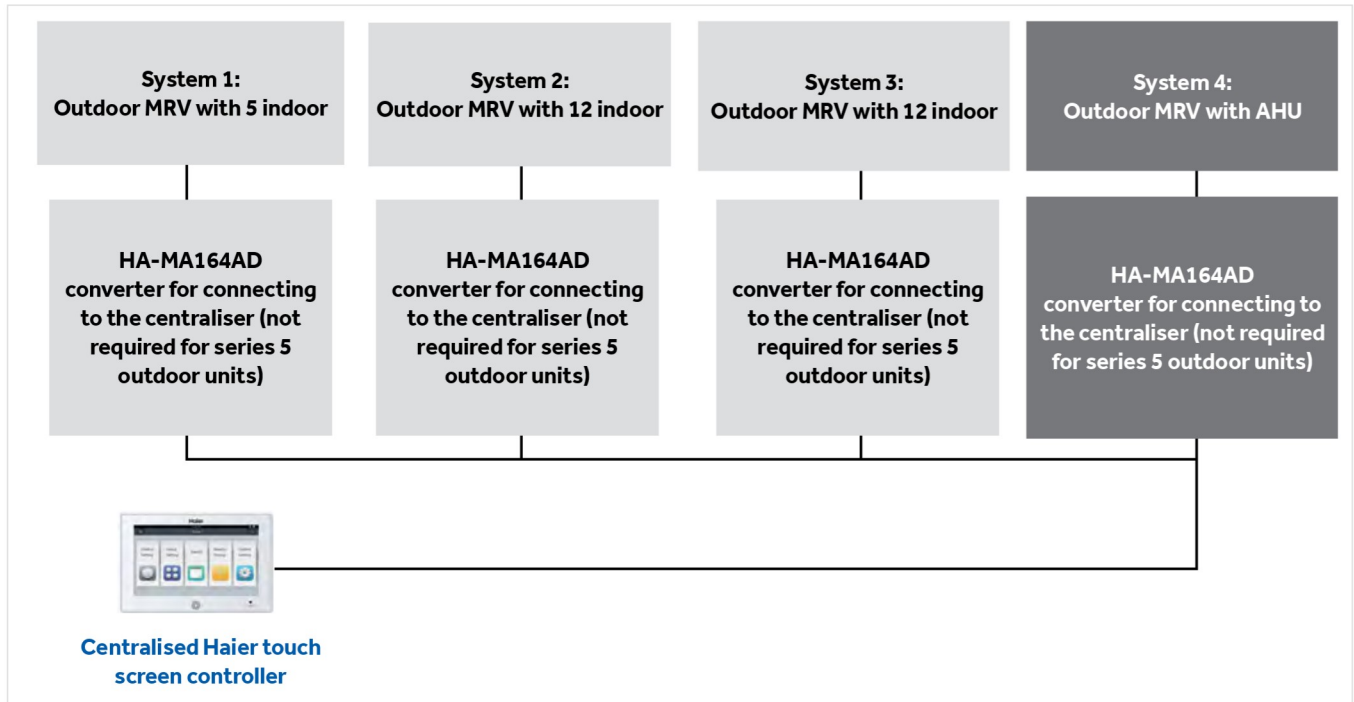 System 1:
Outdoor MRV with 5 indoor
System 2:
Outdoor MRV with 12 indoor
System 3:
Outdoor MRV with 12 indoor
System 4:
Outdoor MRV with AHU
HA-MA164AD
converter for connecting
to the centraliser (not
required for series 5
outdoor units)
HA-MA164AD
converter for connecting
to the centraliser (not
required for series 5
outdoor units)
HA-MA164AD
converter for connecting
to the centraliser (not
required for series 5
outdoor units)
HA-MA164AD
converter for connecting to
the centraliser (not required
for series 5 outdoor units)
Haier
Centralised Haier touch
screen controller